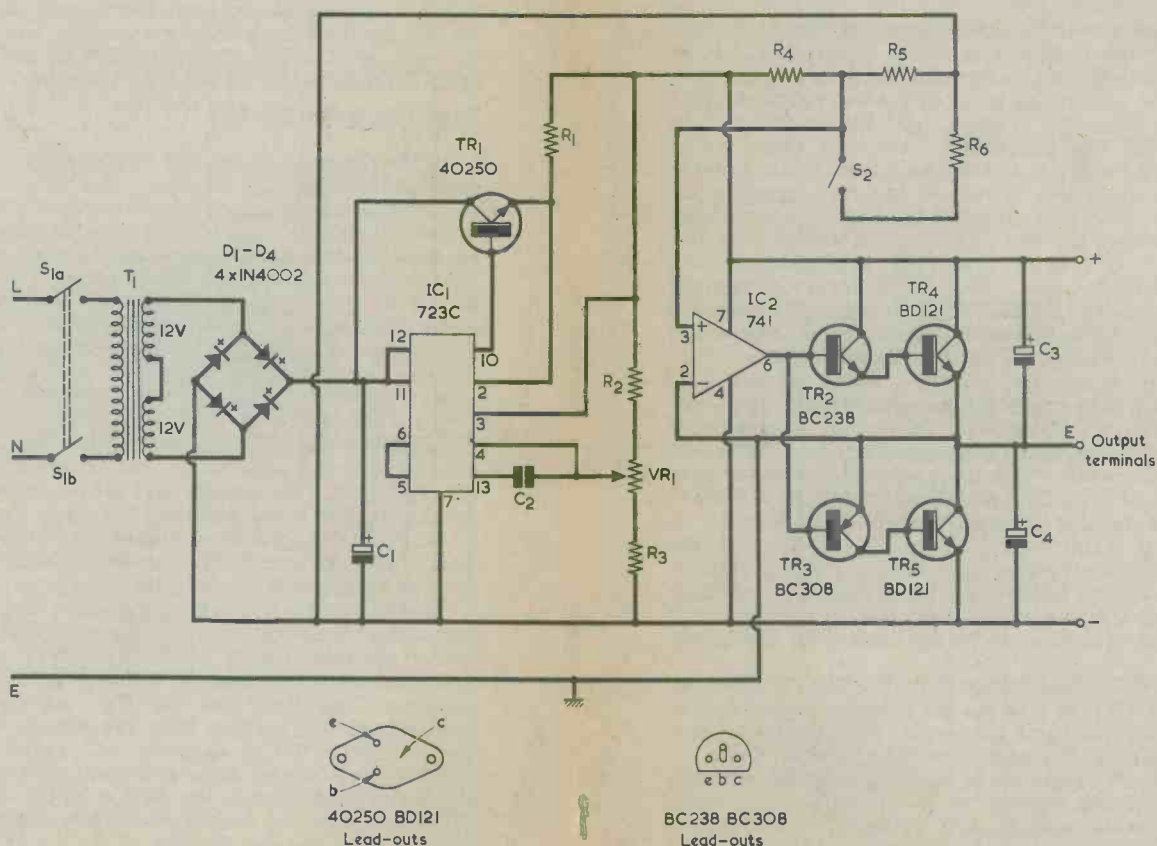 R4
R5
R1
TR1
40250
R6
S2
D1-D4
4x1N4002
S1a
T1
L
12V
12V
N
S1b
IC1
723C
12
10
11
2
3
6
4
5
13
7
C1
C2
R2
VR1
R3
IC2
741
7
+
3
6
2
-
4
TR4
BD121
TR2
BC238
TR3
BC308
TR5
BD121
+
C3
E Output
terminals
C4
-
E
e
c
b
40250 BD121
Lead-outs
e b c
BC238 BC308
Lead-outs